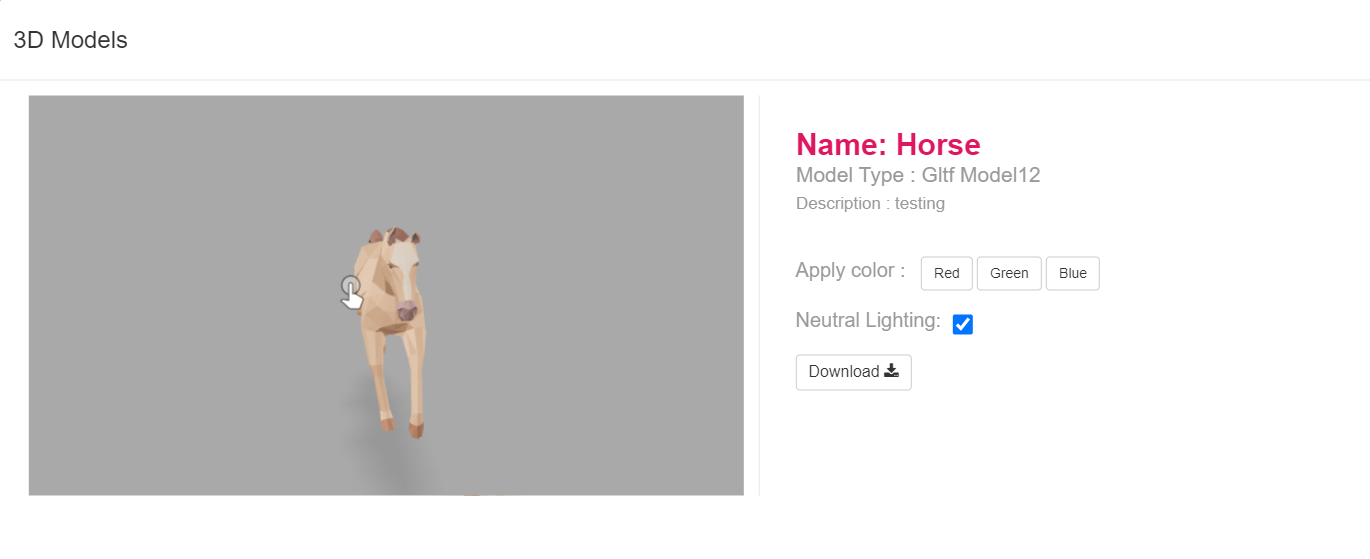 3D Models
Name: Horse
Model Type : Gltf Model12
Description : testing
Apply color : Red Green Blue
Neutral Lighting:
Download